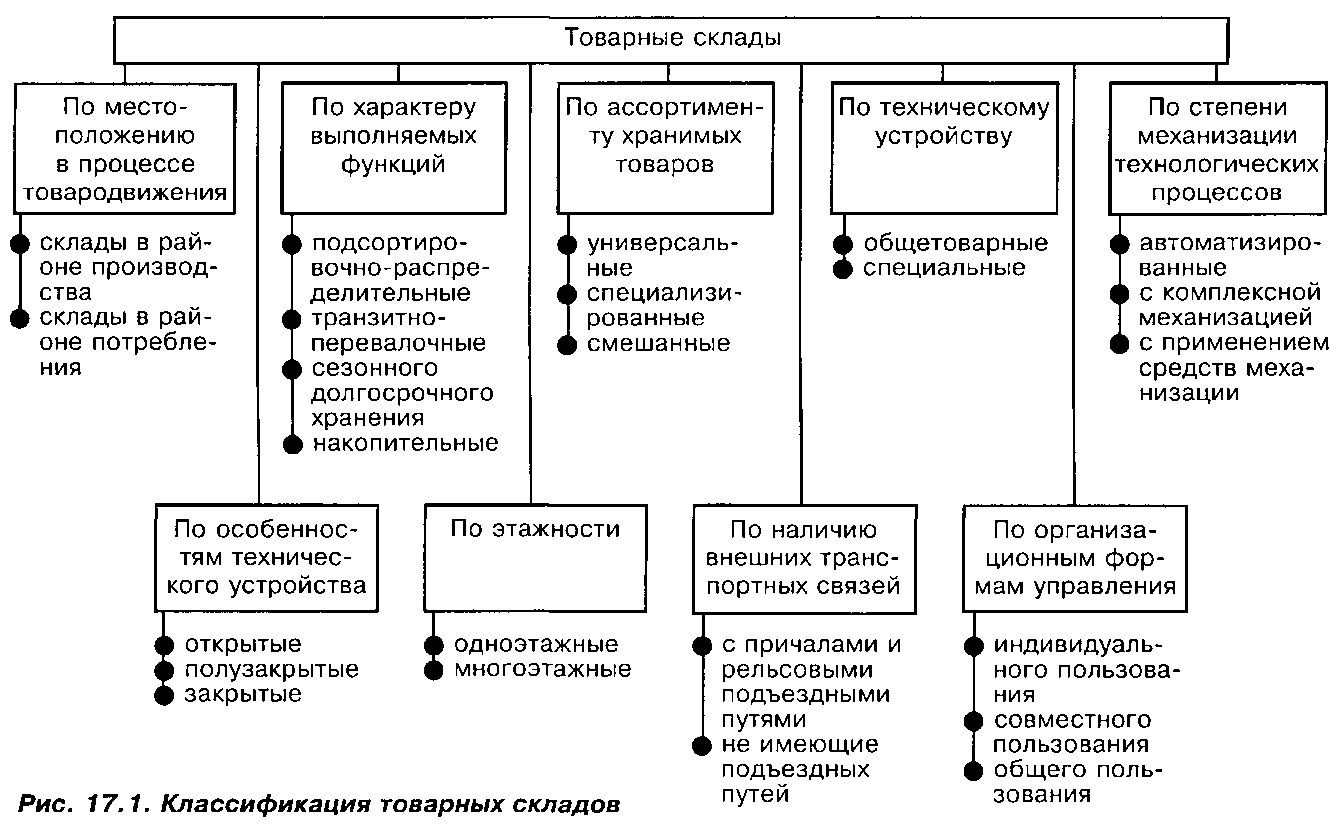 Товарные склады
По место-
положению
в процессе
товародвижения
склады в рай-
оне производ-
ства
склады в рай-
оне потребле-
ния
По характеру
выполняемых
функций
подсортиро-
вочно-распре-
делительные
транзитно-
перевалочные
сезонного
долгосрочного
хранения
накопительные
По ассортимен-
ту хранимых
товаров
универсаль-
ные
специализи-
рованные
смешанные
По техническому
устройству
общетоварные
специальные
По степени
механизации
технологических
процессов
автоматизиро-
ванные
с комплексной
механизацией
с применением
средств меха-
низации
По особеннос-
тям техничес-
кого устройства
открытые
полузакрытые
закрытые
По этажности
одноэтажные
многоэтажные
По наличию
внешних транс-
портных связей
с причалами и
рельсовыми
подъездными
путями
не имеющие
подъездных
путей
По организа-
ционным фор-
мам управления
индивидуаль-
ного пользова-
ния
совместного
пользования
общего поль-
зования
Рис. 17.1. Классификация товарных складов